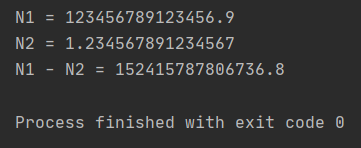 N1 = 123456789123456.9
N2 = 1.234567891234567
N1 - N2 = 152415787806736.8
Process finished with exit code 0